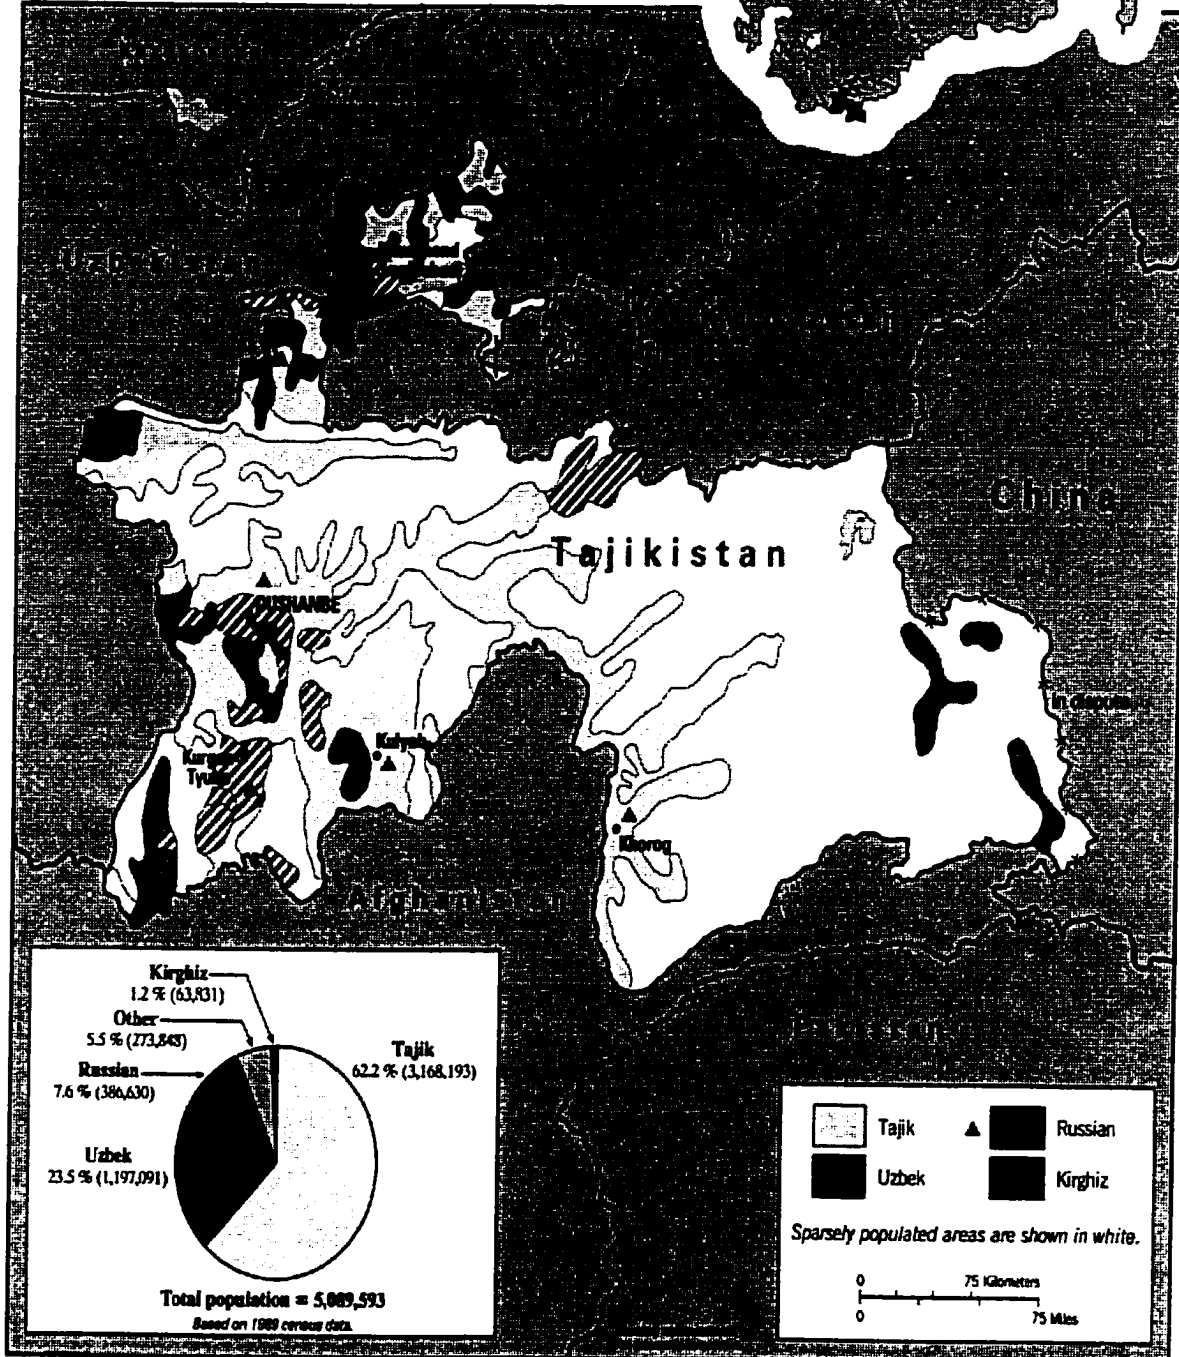 China
Tajikistan
DUSHANBE
in dispute
Kulyab
Khorog
Afghanistan
Kirghiz
1.2 % (63,831)
Other
5.5 % (273,848)
Tajik
62.2 % (3,168,193)
Russian
7.6 % (386,630)
Uzbek
23.5 % (1,197,091)
Total population = 5,089,593
Based on 1989 census data.
Tajik
Russian
Uzbek
Kirghiz
Sparsely populated areas are shown in white.
0 75 Kilometers
0 75 Miles